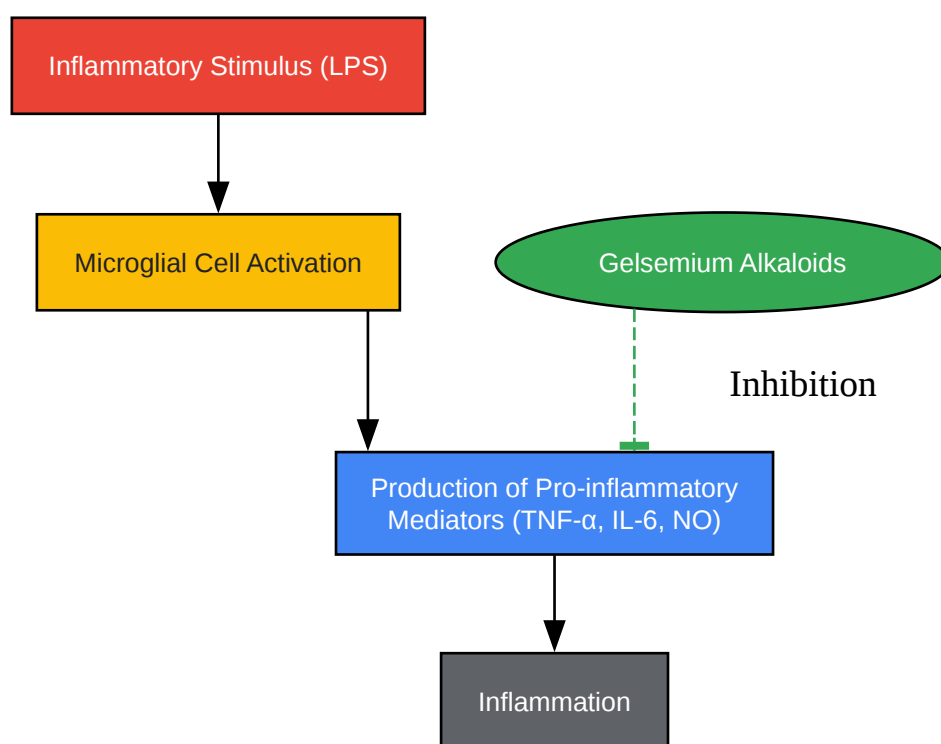 Inflammatory Stimulus (LPS)
Microglial Cell Activation
Gelsemium Alkaloids
Inhibition
Production of Pro-inflammatory
Mediators (TNF-α, IL-6, NO)
Inflammation